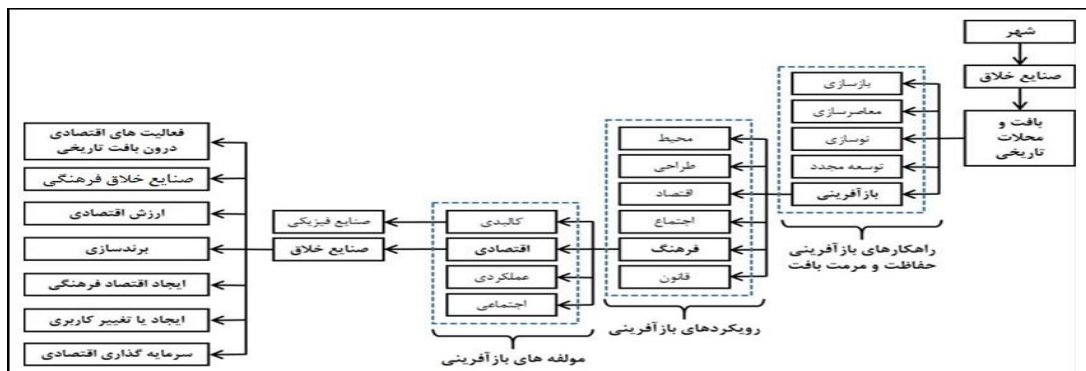 شهر
صنایع خلاق
بافت و
محلات
تاریخی
بازسازی
معاصرسازی
نوسازی
توسعه مجدد
بازآفرینی
راهکارهای بازآفرینی
حفاظت و مرمت بافت
محیط
طراحی
اقتصاد
اجتماع
فرهنگ
قانون
رویکردهای بازآفرینی
کالبدی
اقتصادی
عملکردی
اجتماعی
مولفه های بازآفرینی
صنایع فیزیکی
صنایع خلاق
فعالیت های اقتصادی
درون بافت تاریخی
صنایع خلاق فرهنگی
ارزش اقتصادی
برندسازی
ایجاد اقتصاد فرهنگی
ایجاد یا تغییر کاربری
سرمایه گذاری اقتصادی